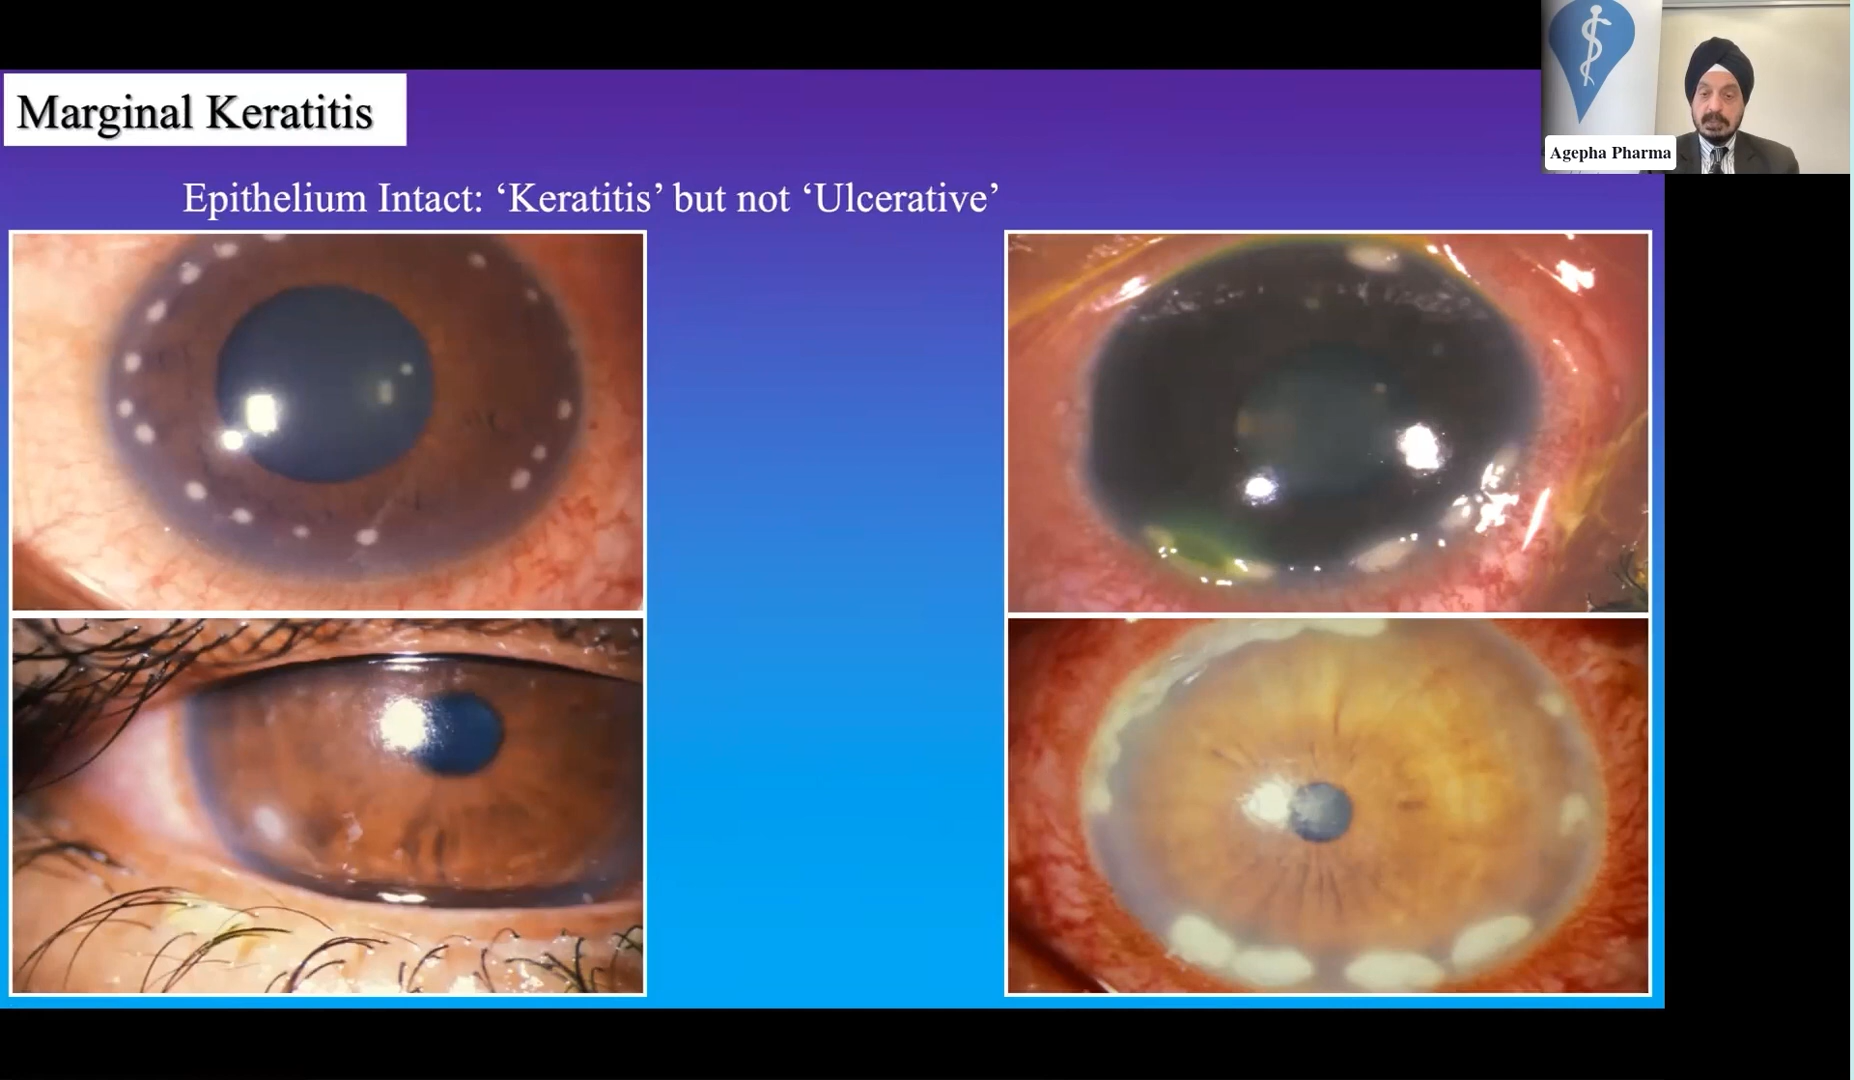 Marginal Keratitis
Epithelium Intact: ‘Keratitis’ but not ‘Ulcerative’
Agepha Pharma